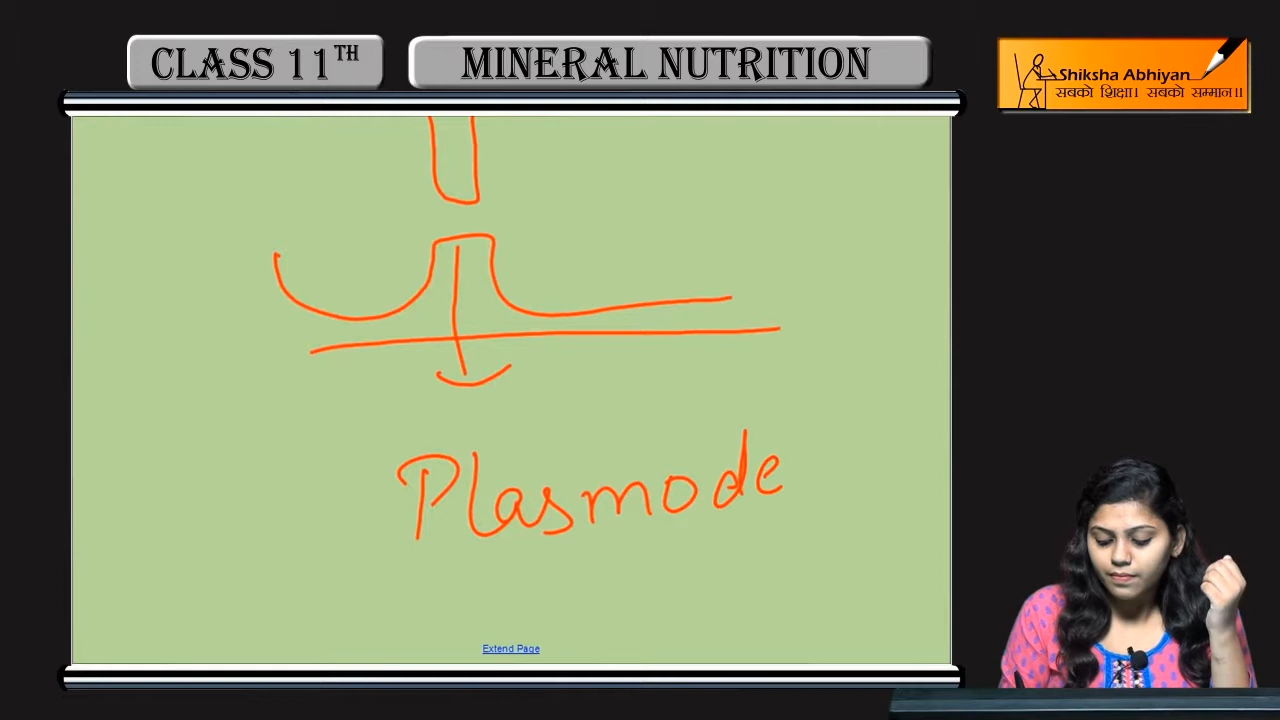 CLASS 11TH
MINERAL NUTRITION
Shiksha Abhiyan
सबको शिक्षा। सबको सम्मान।।
Plasmode
Extend Page